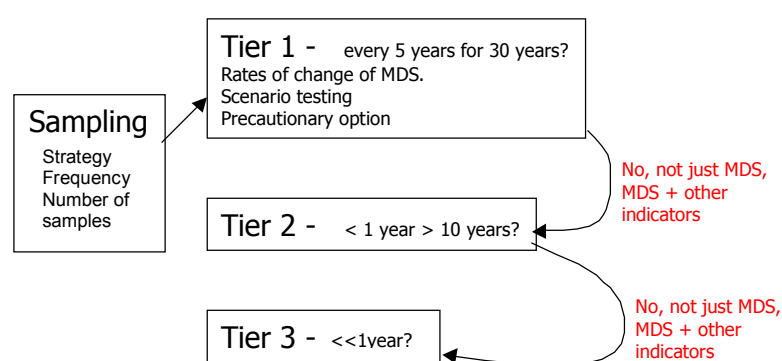 Sampling
Strategy
Frequency
Number of
samples
Tier 1 - every 5 years for 30 years?
Rates of change of MDS.
Scenario testing
Precautionary option
No, not just MDS,
MDS + other
indicators
Tier 2 - < 1 year > 10 years?
No, not just MDS,
MDS + other
indicators
Tier 3 - <<1year?